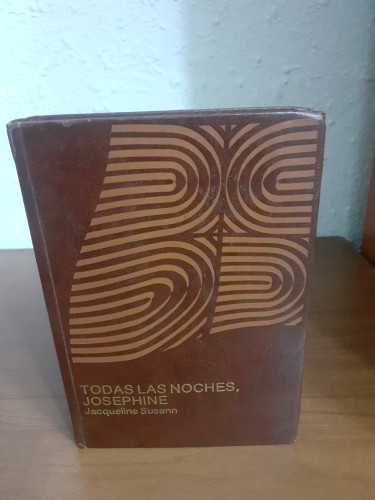 TODAS LAS NOCHES,
JOSEPHINE
Jacqueline Susann